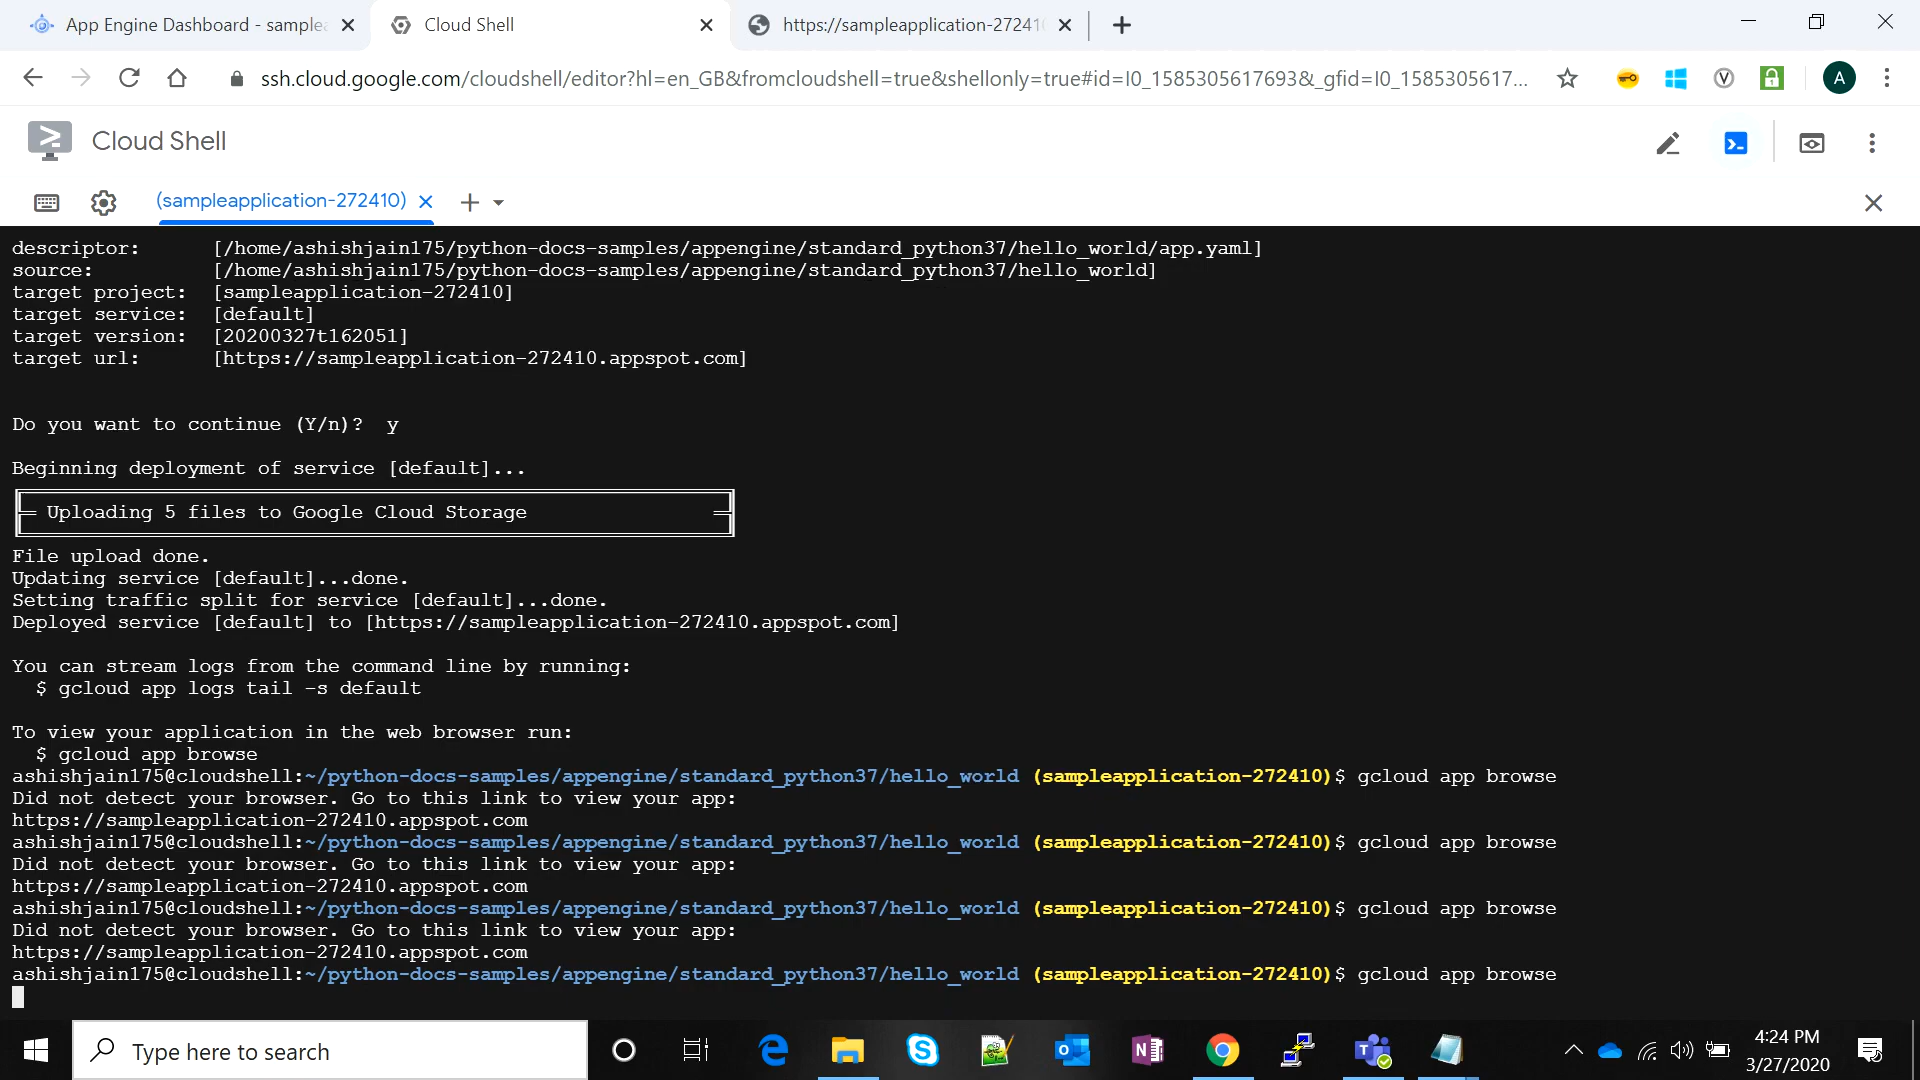 App Engine Dashboard - samplea
Cloud Shell
https://sampleapplication-27241
ssh.cloud.google.com/cloudshell/editor?hl=en_GB&fromcloudshell=true&shellonly=true#id=I0_1585305617693&_gfid=I0_1585305617...
A
Cloud Shell
(sampleapplication-272410)
descriptor: [/home/ashishjain175/python-docs-samples/appengine/standard_python37/hello_world/app.yaml]
source: [/home/ashishjain175/python-docs-samples/appengine/standard_python37/hello_world]
target project: [sampleapplication-272410]
target service: [default]
target version: [20200327t162051]
target url: [https://sampleapplication-272410.appspot.com]
Do you want to continue (Y/n)? y
Beginning deployment of service [default]...
Uploading 5 files to Google Cloud Storage
File upload done.
Updating service [default]...done.
Setting traffic split for service [default]...done.
Deployed service [default] to [https://sampleapplication-272410.appspot.com]
You can stream logs from the command line by running:
$ gcloud app logs tail -s default
To view your application in the web browser run:
$ gcloud app browse
ashishjain175@cloudshell:~/python-docs-samples/appengine/standard_python37/hello_world (sampleapplication-272410)$ gcloud app browse
Did not detect your browser. Go to this link to view your app:
https://sampleapplication-272410.appspot.com
ashishjain175@cloudshell:~/python-docs-samples/appengine/standard_python37/hello_world (sampleapplication-272410)$ gcloud app browse
Did not detect your browser. Go to this link to view your app:
https://sampleapplication-272410.appspot.com
ashishjain175@cloudshell:~/python-docs-samples/appengine/standard_python37/hello_world (sampleapplication-272410)$ gcloud app browse
Did not detect your browser. Go to this link to view your app:
https://sampleapplication-272410.appspot.com
ashishjain175@cloudshell:~/python-docs-samples/appengine/standard_python37/hello_world (sampleapplication-272410)$ gcloud app browse
Type here to search
4:24 PM
3/27/2020